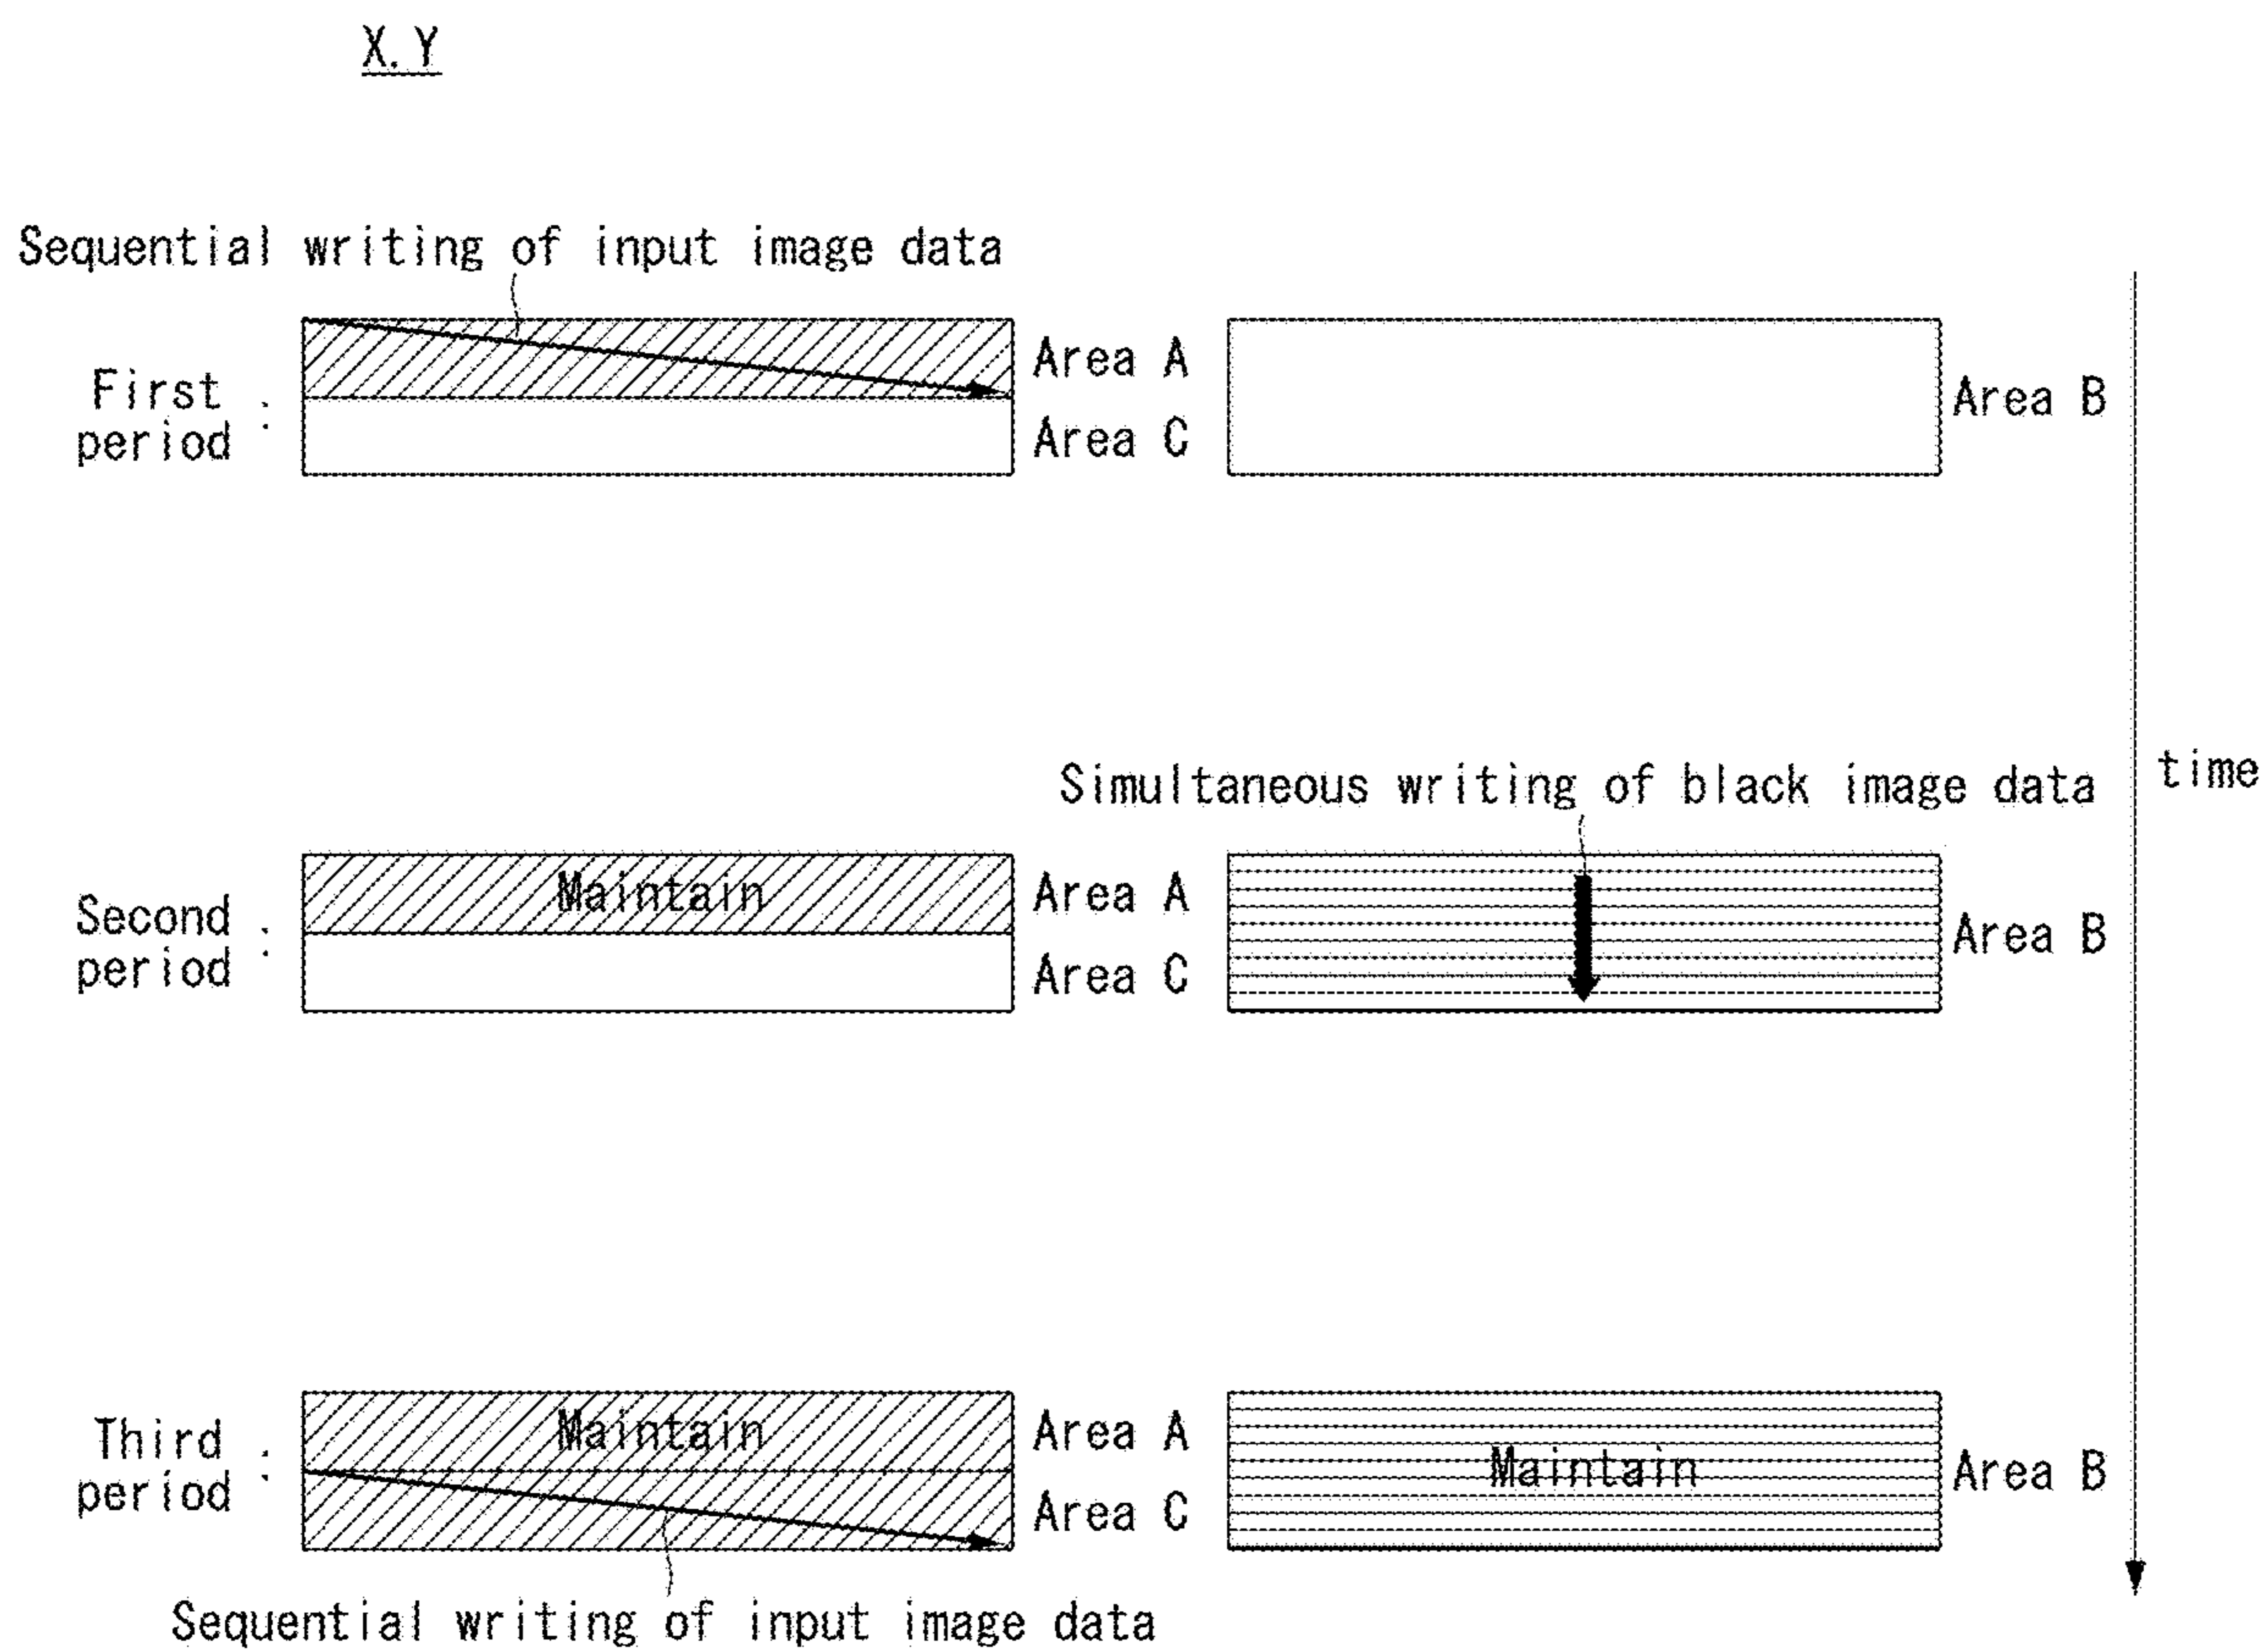 X.Y
Sequential writing of input image data
First
period :
Area A
Area C
Area B
Simultaneous writing of black image data
time
Second
period :
Maintain
Area A
Area C
Area B
Third
period :
Maintain
Area A
Area C
Maintain
Area B
Sequential writing of input image data